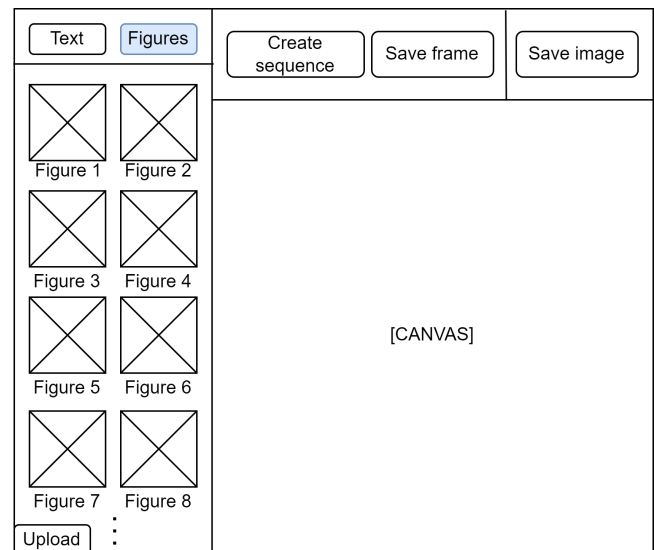 Text
Figures
Create
sequence
Save frame
Save image
Figure 1
Figure 2
Figure 3
Figure 4
[CANVAS]
Figure 5
Figure 6
Figure 7
Figure 8
Upload